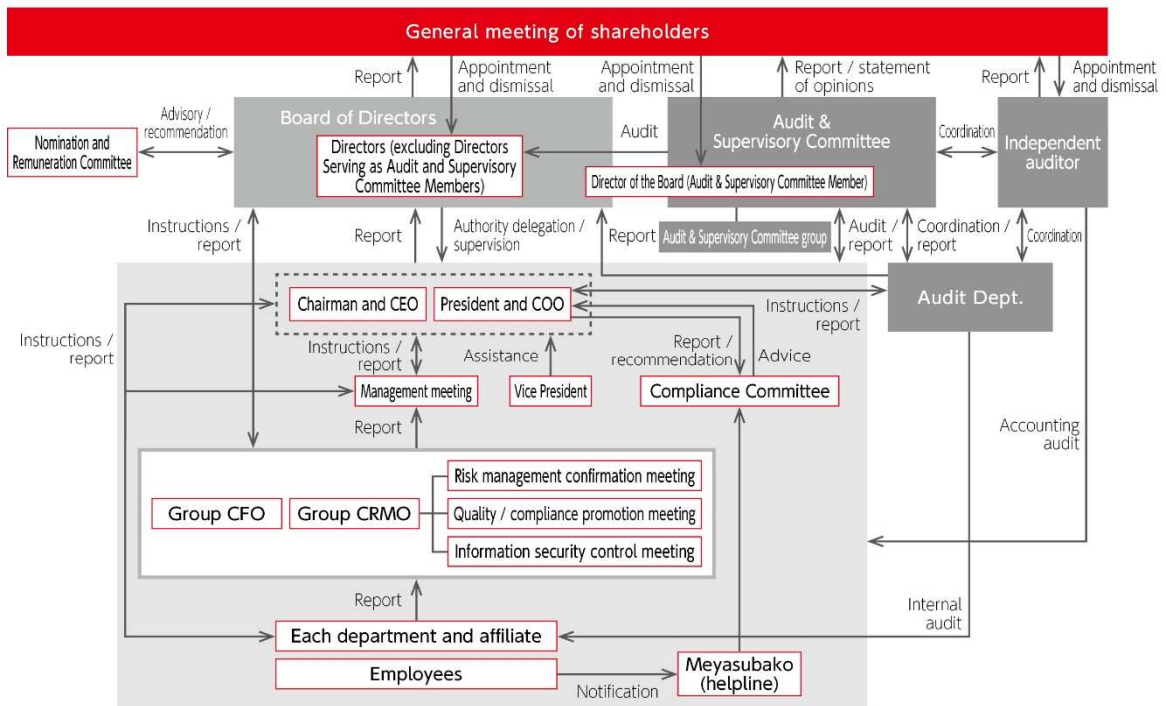 General meeting of shareholders
Report
Appointment
and dismissal
Appointment
and dismissal
Report / statement
of opinions
Report
Appointment
and dismissal
Nomination and
Remuneration Committee
Advisory /
recommendation
Board of Directors
Directors (excluding Directors
Serving as Audit and Supervisory
Committee Members)
Audit
Audit &
Supervisory Committee
Director of the Board (Audit & Supervisory Committee Member)
Coordination
Independent
auditor
Instructions /
report
Report
Authority delegation /
supervision
Report
Audit & Supervisory Committee group
Audit /
report
Coordination /
report
Coordination
Audit Dept.
Chairman and CEO
President and COO
Instructions /
report
Instructions /
report
Instructions /
report
Assistance
Report /
recommendation
Advice
Management meeting
Vice President
Compliance Committee
Report
Accounting
audit
Group CFO
Group CRMO
Risk management confirmation meeting
Quality / compliance promotion meeting
Information security control meeting
Report
Internal
audit
Each department and affiliate
Employees
Notification
Meyasubako
(helpline)